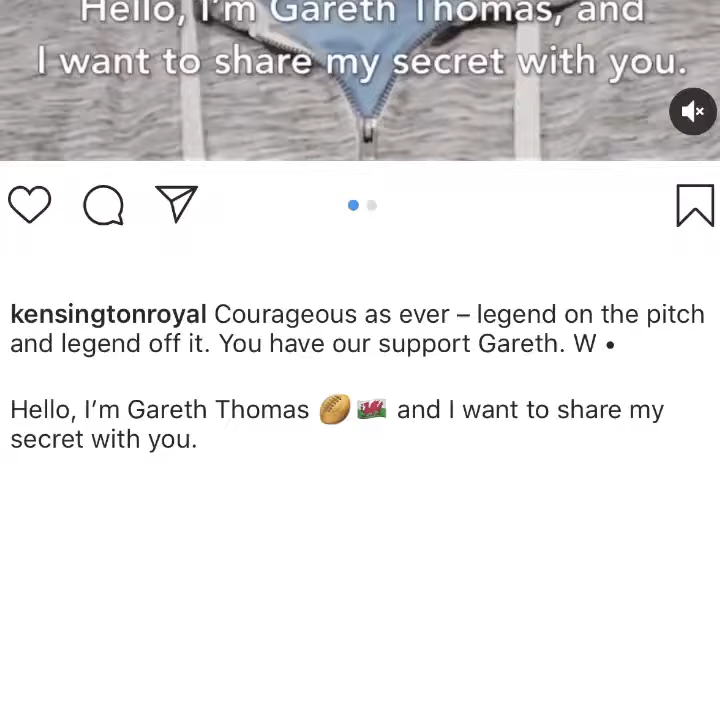 Hello, I'm Gareth Thomas, and
I want to share my secret with you.
kensingtonroyal Courageous as ever – legend on the pitch
and legend off it. You have our support Gareth. W •
Hello, I’m Gareth Thomas 🏉 🏴󠁧󠁢󠁷󠁬󠁳󠁿 and I want to share my
secret with you.